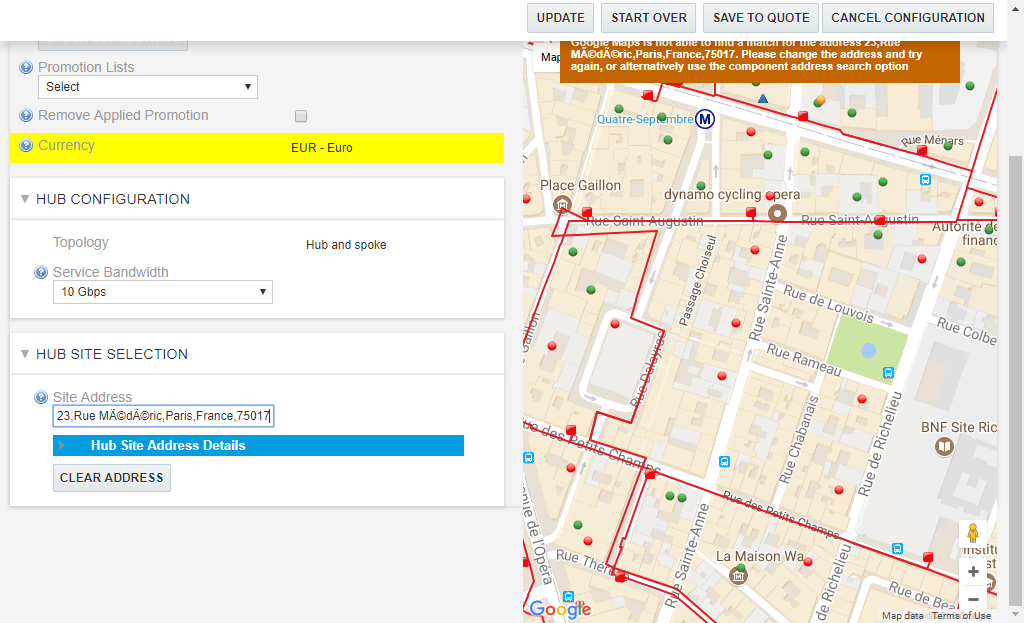 UPDATE
START OVER
SAVE TO QUOTE
CANCEL CONFIGURATION
Google Maps is not able to find a match for the address 23,Rue
MÃ©dÃ©ric,Paris,France,75017. Please change the address and try
again, or alternatively use the component address search option
Map
Promotion Lists
Select
Remove Applied Promotion
Currency
EUR - Euro
HUB CONFIGURATION
Topology
Hub and spoke
Service Bandwidth
10 Gbps
HUB SITE SELECTION
Site Address
23,Rue MÃ©dÃ©ric,Paris,France,75017
Hub Site Address Details
CLEAR ADDRESS
Quatre-Septembre
M
Rue Ménars
Place Gaillon
dynamo cycling opera
Rue Saint Augustin
Rue Saint-Augustin
Autorité de
financ
Passage Choiseul
Rue Sainte-Anne
Rue de Louvois
Rue Colbe
Gaillon
Rue Dalayrac
Rue Rameau
Rue de Richelieu
Rue Chabanais
BNF Site Ric
Rue des Petits Champs
Rue des Petits Champs
Rue Sainte-Anne
La Maison Wa
Rue Thérè
nue de l'Opéra
de Richelieu
Rue de Bea
Institu
Google
Map data
Terms of Use